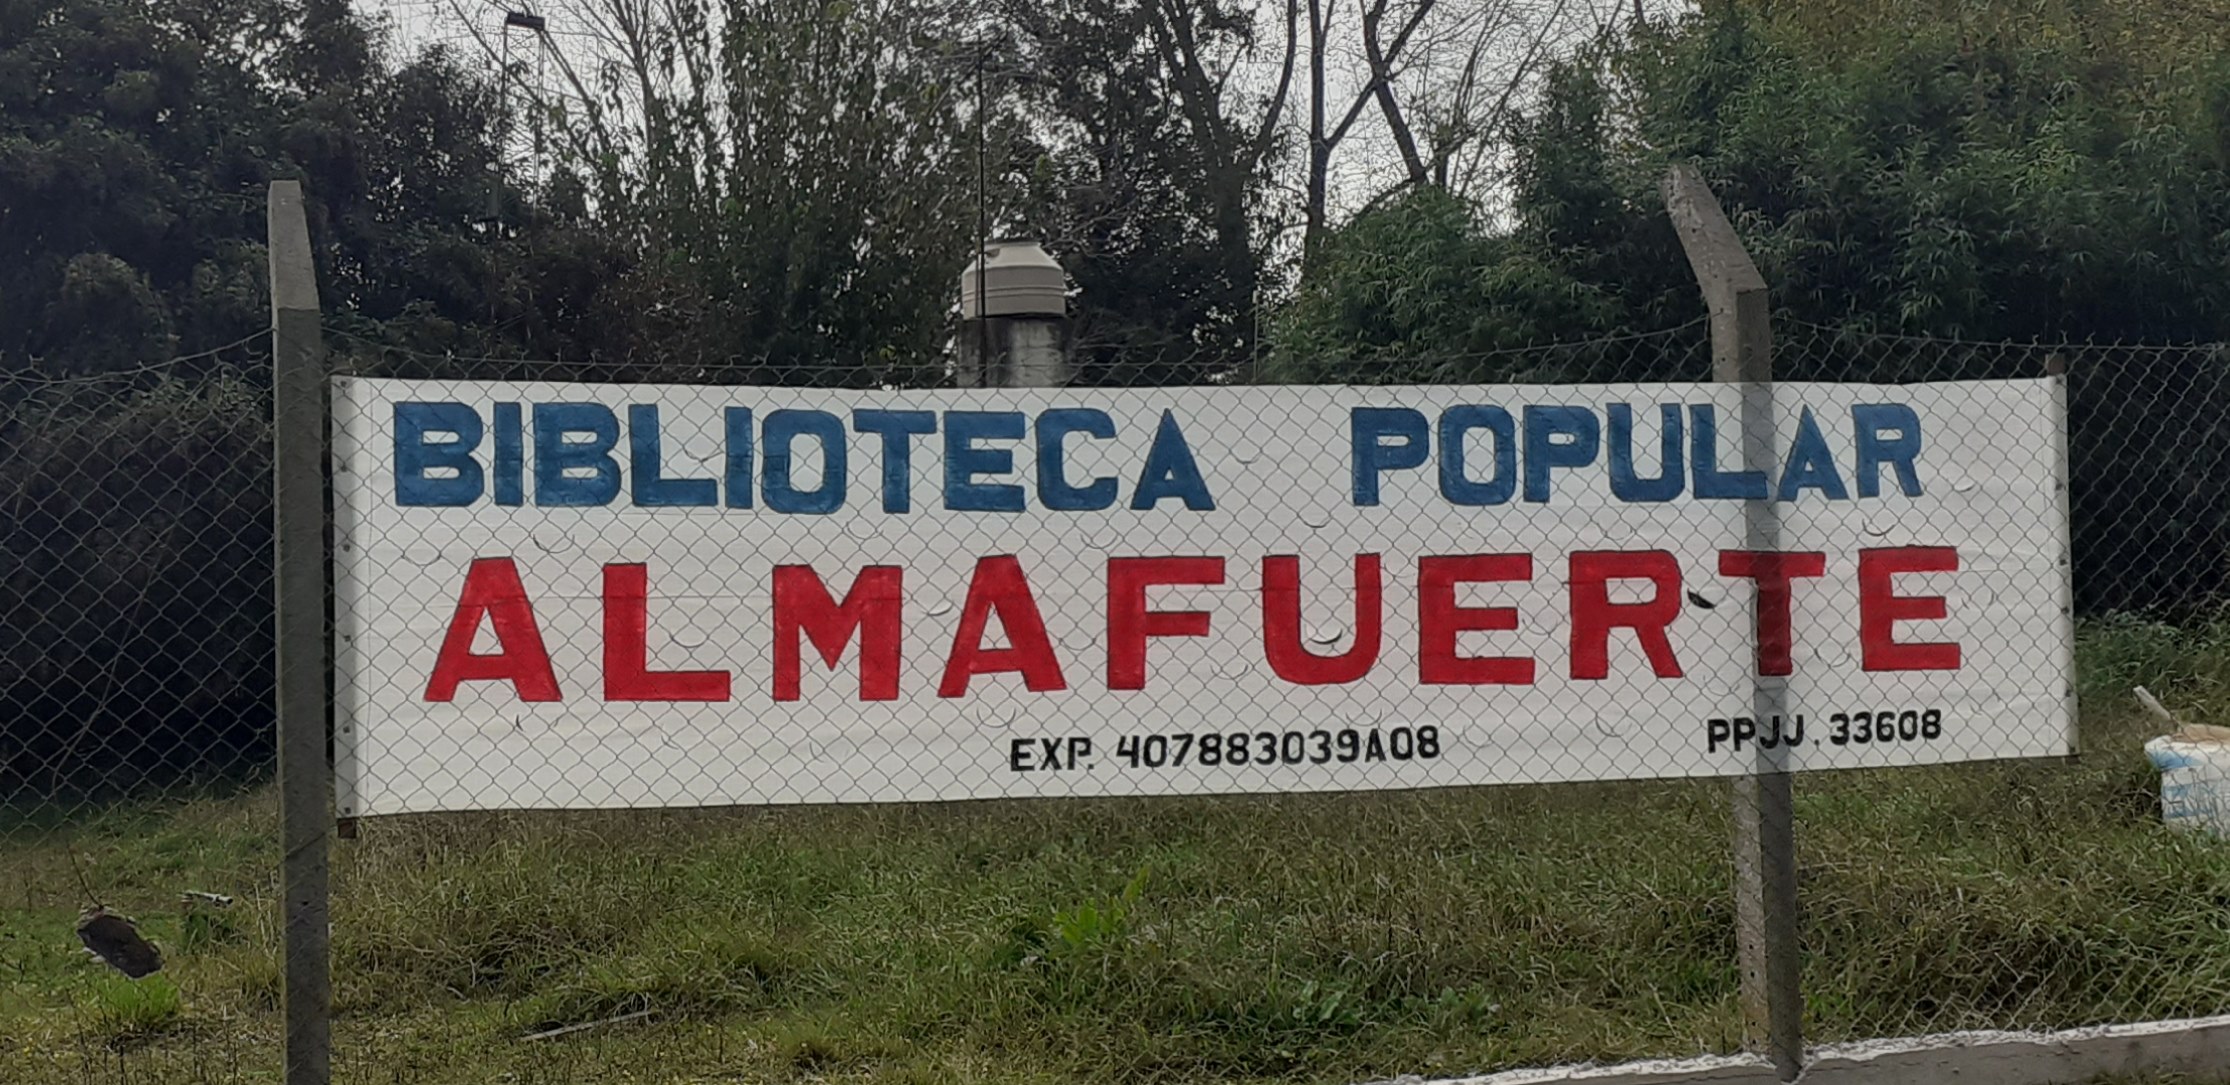 BIBLIOTECA POPULAR
ALMAFUERTE
EXP. 407883039A08 PPJJ. 33608